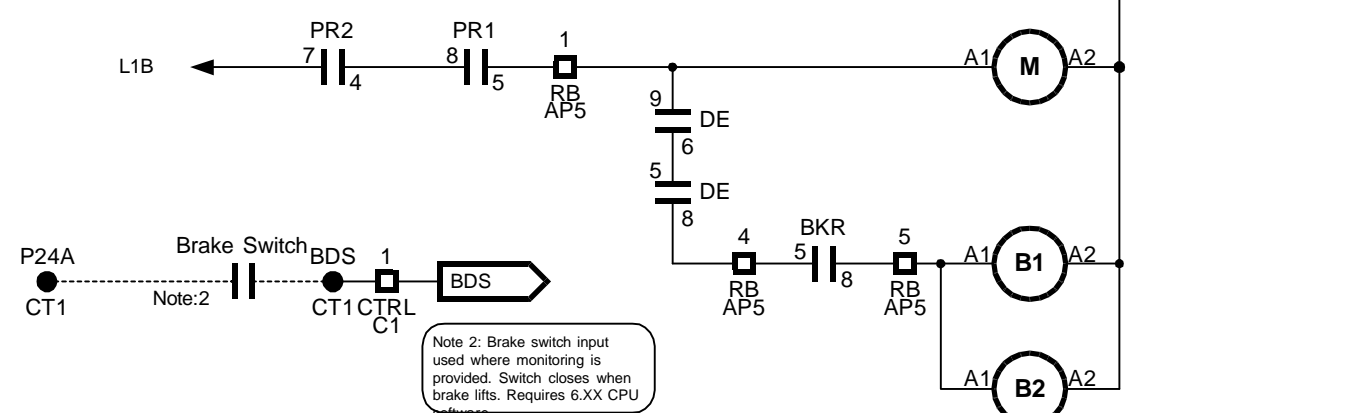 PR2
PR1
7
8
1
L1B
A1
M
A2
4
5
RB
AP5
9
DE
6
5
DE
8
BKR
4
5
5
Brake Switch
BDS
1
P24A
BDS
A1
B1
A2
Note:2
8
CT1
CT1
CTRL
C1
RB
AP5
RB
AP5
Note 2: Brake switch input
used where monitoring is
provided. Switch closes when
brake lifts. Requires 6.XX CPU
A1
B2
A2